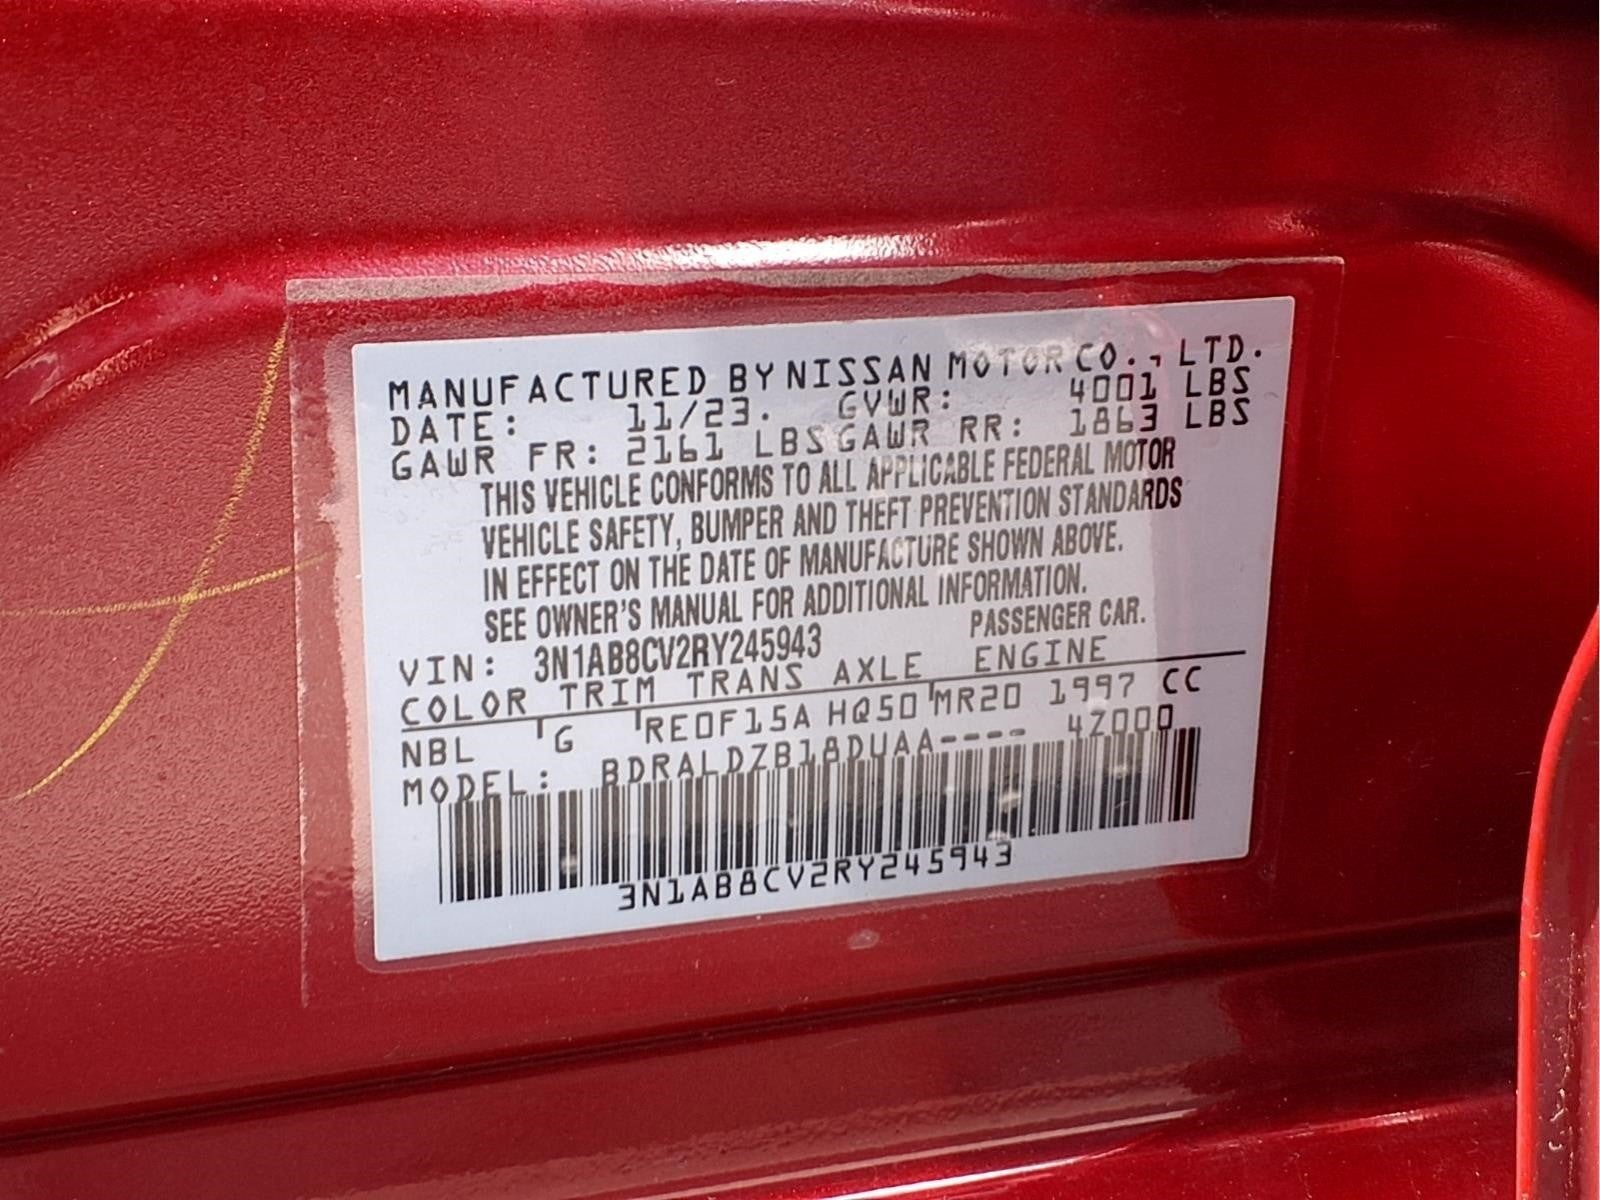 MANUFACTURED BY NISSAN MOTOR CO., LTD.
DATE: 11/23. GVWR: 4001 LBS
GAWR FR: 2161 LBS GAWR RR: 1863 LBS
THIS VEHICLE CONFORMS TO ALL APPLICABLE FEDERAL MOTOR
VEHICLE SAFETY, BUMPER AND THEFT PREVENTION STANDARDS
IN EFFECT ON THE DATE OF MANUFACTURE SHOWN ABOVE.
SEE OWNER'S MANUAL FOR ADDITIONAL INFORMATION.
VIN: 3N1AB8CV2RY245943 PASSENGER CAR.
COLOR TRIM TRANS AXLE ENGINE
NBL G RE0F15A HQ50 MR20 1997 CC
MODEL: BDRALDZB18DUAA---- 4Z000
3N1AB8CV2RY245943